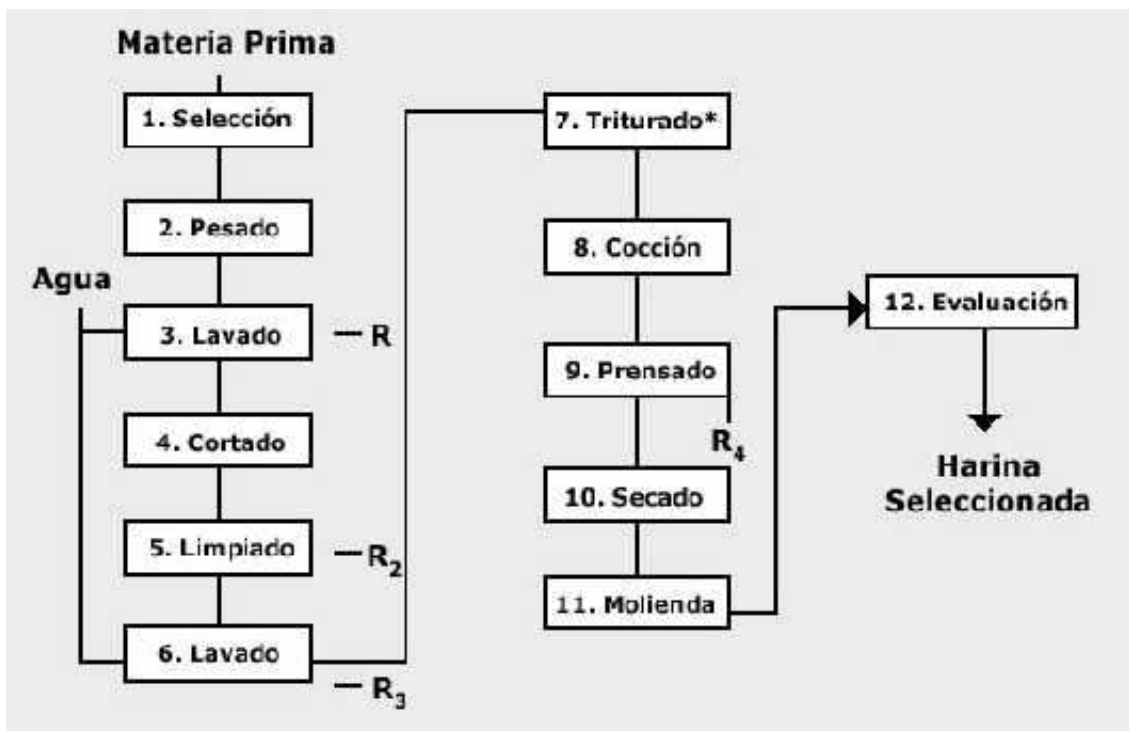 Materia Prima
1. Selección
2. Pesado
Agua
3. Lavado
— R
4. Cortado
5. Limpiado
— R2
6. Lavado
— R3
7. Triturado*
8. Cocción
9. Prensado
R4
10. Secado
11. Molienda
12. Evaluación
Harina
Seleccionada